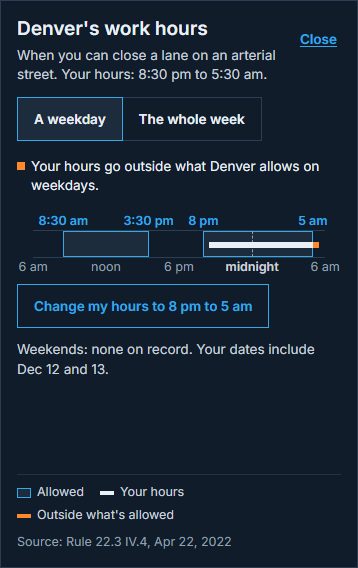 Denver's work hours
Close
When you can close a lane on an arterial
street. Your hours: 8:30 pm to 5:30 am.
A weekday
The whole week
Your hours go outside what Denver allows on
weekdays.
8:30 am 3:30 pm 8 pm 5 am
6 am noon 6 pm midnight 6 am
Change my hours to 8 pm to 5 am
Weekends: none on record. Your dates include
Dec 12 and 13.
Allowed Your hours
Outside what's allowed
Source: Rule 22.3 IV.4, Apr 22, 2022